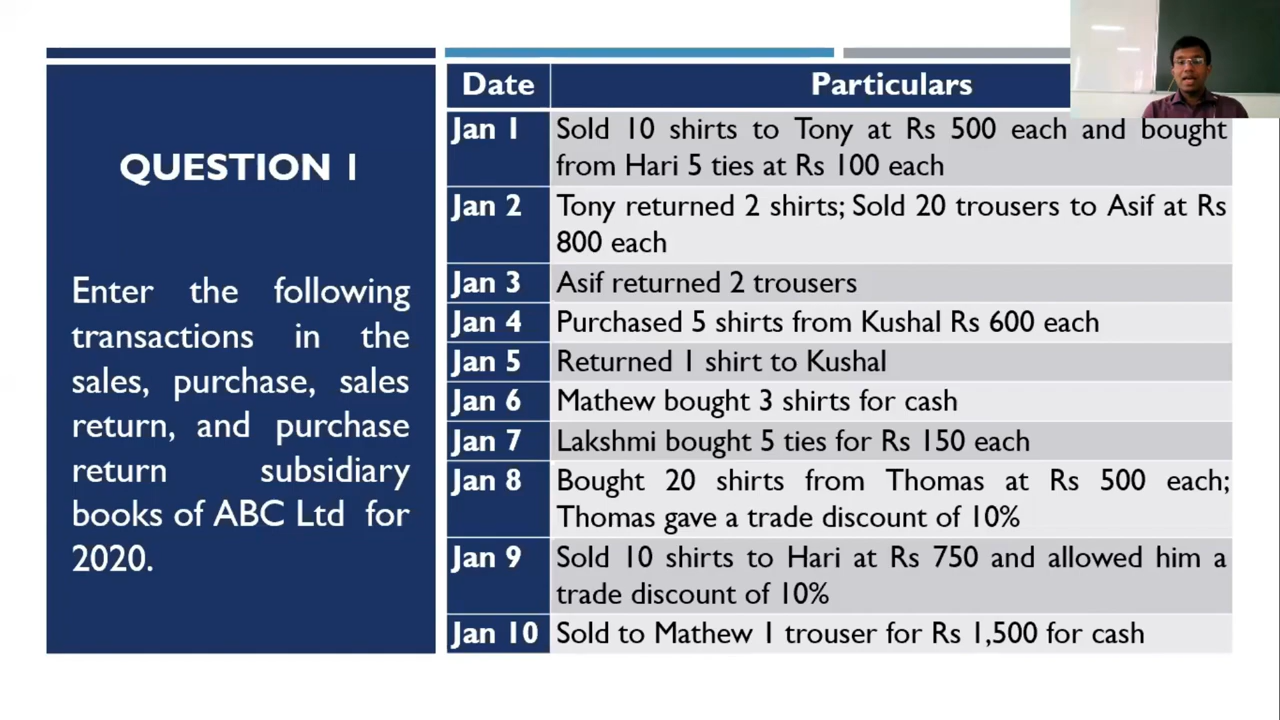 QUESTION 1
Enter the following
transactions in the
sales, purchase, sales
return, and purchase
return subsidiary
books of ABC Ltd for
2020.
Date Particulars
Jan 1 Sold 10 shirts to Tony at Rs 500 each and bought
from Hari 5 ties at Rs 100 each
Jan 2 Tony returned 2 shirts; Sold 20 trousers to Asif at Rs
800 each
Jan 3 Asif returned 2 trousers
Jan 4 Purchased 5 shirts from Kushal Rs 600 each
Jan 5 Returned 1 shirt to Kushal
Jan 6 Mathew bought 3 shirts for cash
Jan 7 Lakshmi bought 5 ties for Rs 150 each
Jan 8 Bought 20 shirts from Thomas at Rs 500 each;
Thomas gave a trade discount of 10%
Jan 9 Sold 10 shirts to Hari at Rs 750 and allowed him a
trade discount of 10%
Jan 10 Sold to Mathew 1 trouser for Rs 1,500 for cash